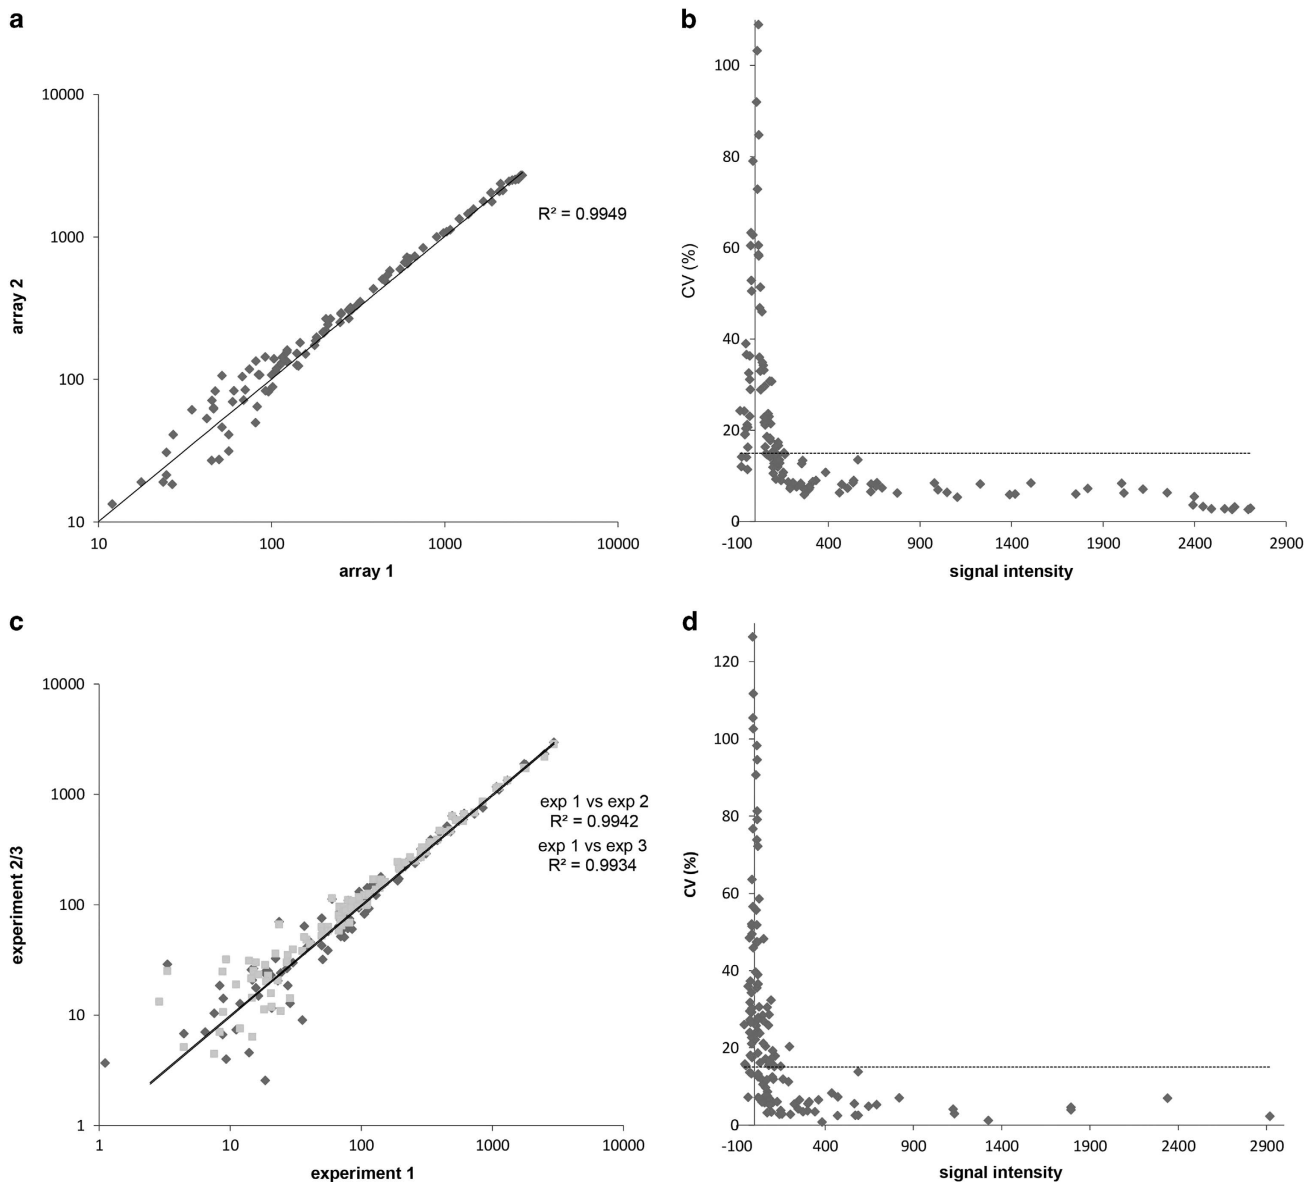 a
10000
1000
100
10
array 2
R² = 0.9949
10 100 1000 10000
array 1
b
100
80
60
40
20
0
CV (%)
-100 400 900 1400 1900 2400 2900
signal intensity
c
10000
1000
100
10
1
experiment 2/3
exp 1 vs exp 2
R² = 0.9942
exp 1 vs exp 3
R² = 0.9934
1 10 100 1000 10000
experiment 1
d
120
100
80
60
40
20
0
CV (%)
-100 400 900 1400 1900 2400 2900
signal intensity